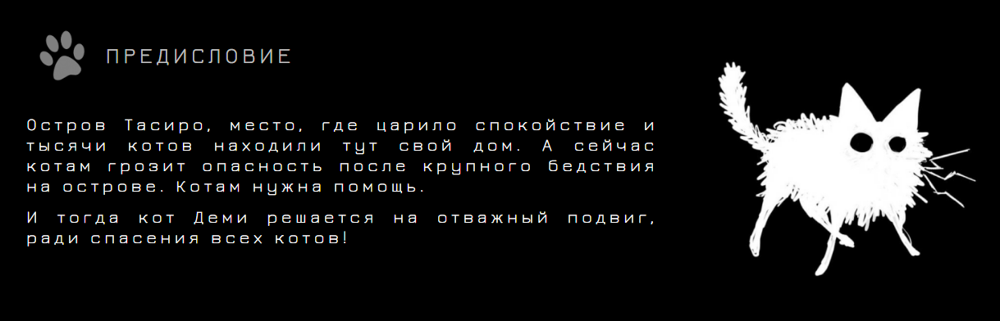 ПРЕДИСЛОВИЕ
Остров Тасиро, место, где царило спокойствие и
тысячи котов находили тут свой дом. А сейчас
котам грозит опасность после крупного бедствия
на острове. Котам нужна помощь.
И тогда кот Деми решается на отважный подвиг,
ради спасения всех котов!